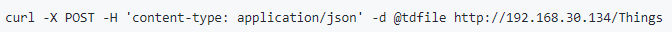 curl -X POST -H 'content-type: application/json' -d @tdfile http://192.168.30.134/Things